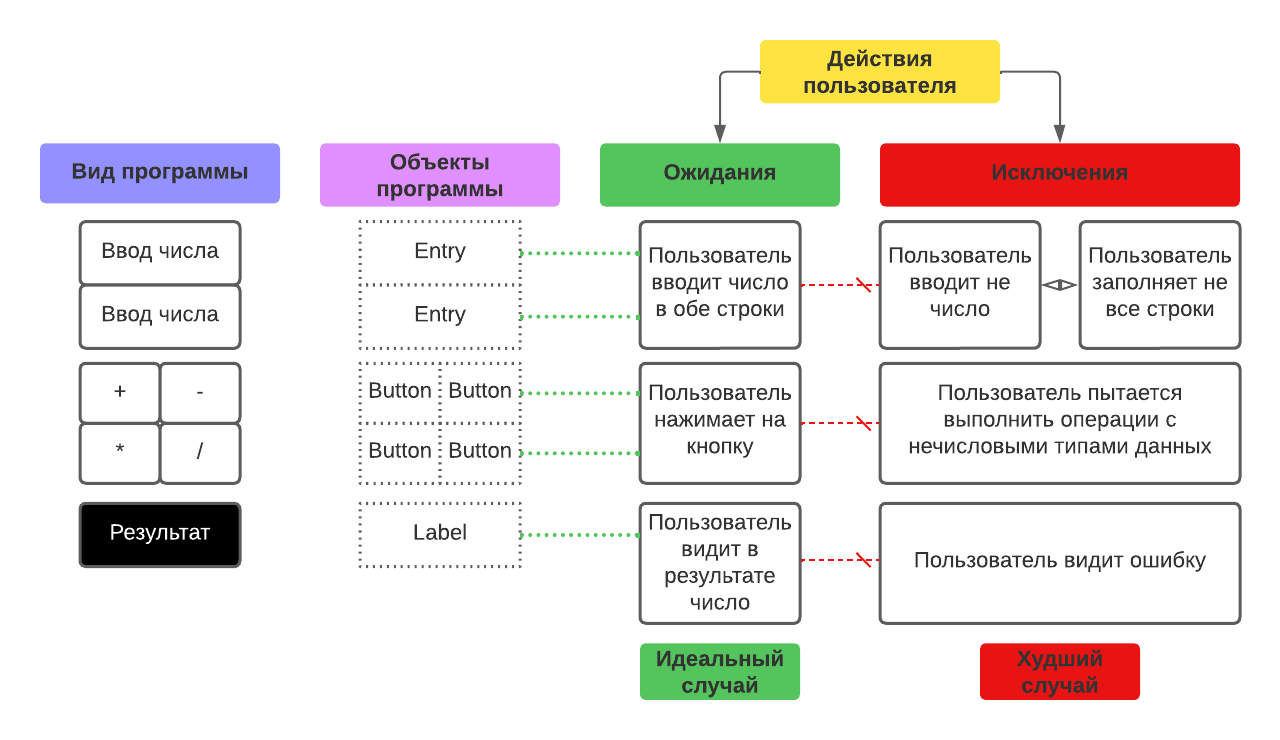 Действия
пользователя
Вид программы
Объекты
программы
Ожидания
Исключения
Ввод числа
Ввод числа
+ -
* /
Результат
Entry
Entry
Button Button
Button Button
Label
Пользователь
вводит число
в обе строки
Пользователь
нажимает на
кнопку
Пользователь
видит в
результате
число
Идеальный
случай
Пользователь
вводит не
число
Пользователь
заполняет не
все строки
Пользователь пытается
выполнить операции с
нечисловыми типами данных
Пользователь видит ошибку
Худший
случай